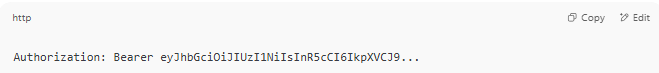 http Copy Edit
Authorization: Bearer eyJhbGciOiJIUzI1NiIsInR5cCI6IkpXVCJ9...